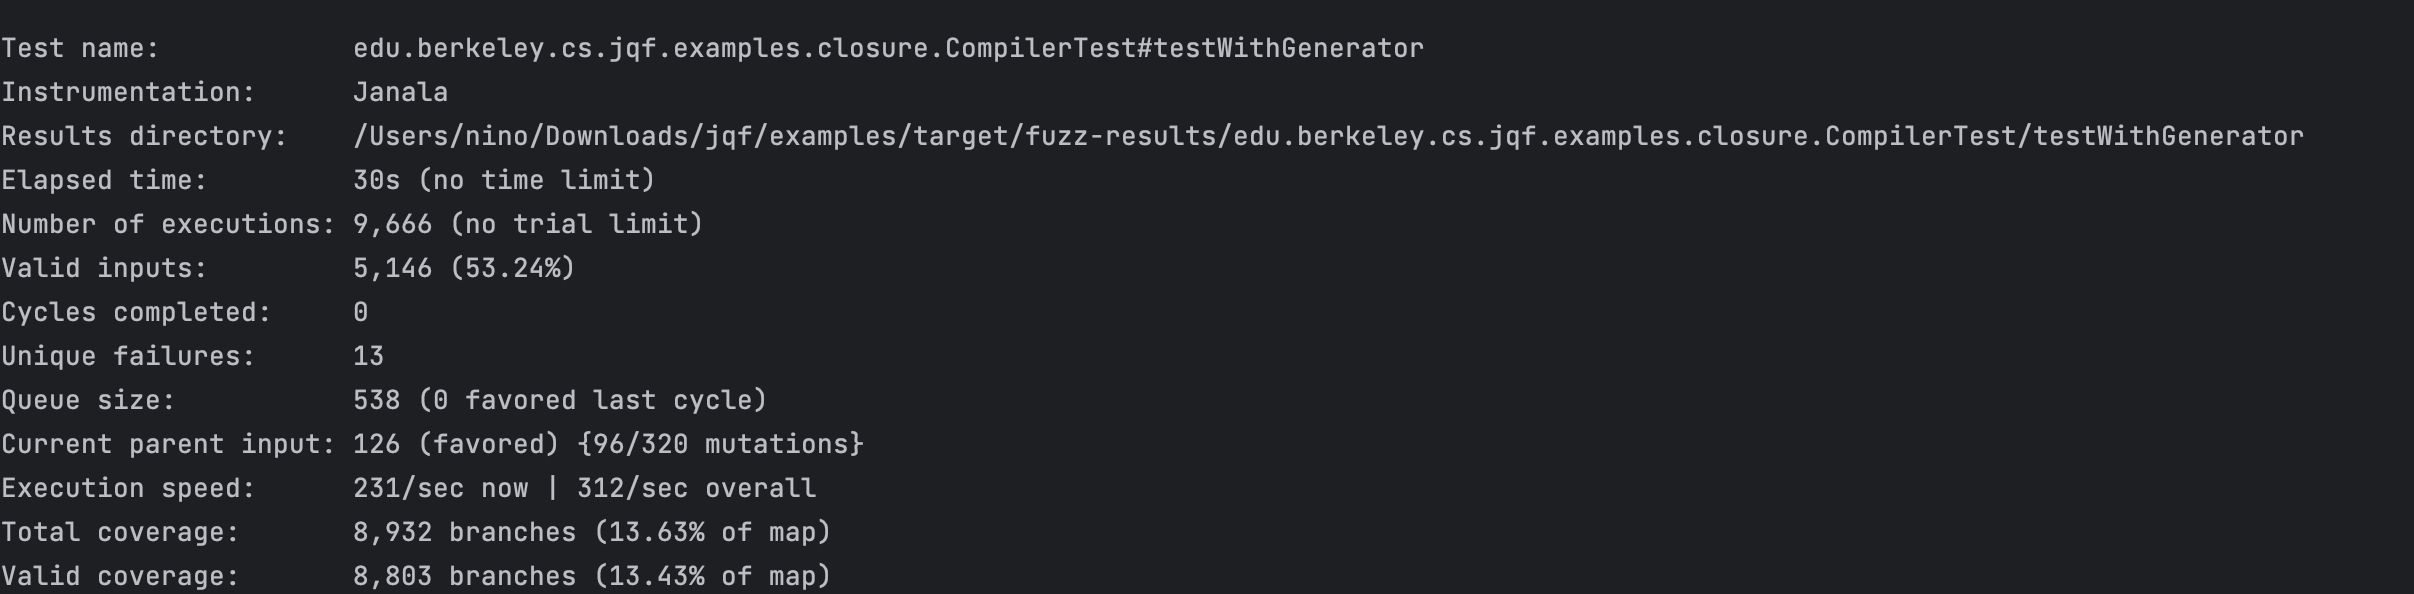 Test name: edu.berkeley.cs.jqf.examples.closure.CompilerTest#testWithGenerator
Instrumentation: Janala
Results directory: /Users/nino/Downloads/jqf/examples/target/fuzz-results/edu.berkeley.cs.jqf.examples.closure.CompilerTest/testWithGenerator
Elapsed time: 30s (no time limit)
Number of executions: 9,666 (no trial limit)
Valid inputs: 5,146 (53.24%)
Cycles completed: 0
Unique failures: 13
Queue size: 538 (0 favored last cycle)
Current parent input: 126 (favored) {96/320 mutations}
Execution speed: 231/sec now | 312/sec overall
Total coverage: 8,932 branches (13.63% of map)
Valid coverage: 8,803 branches (13.43% of map)